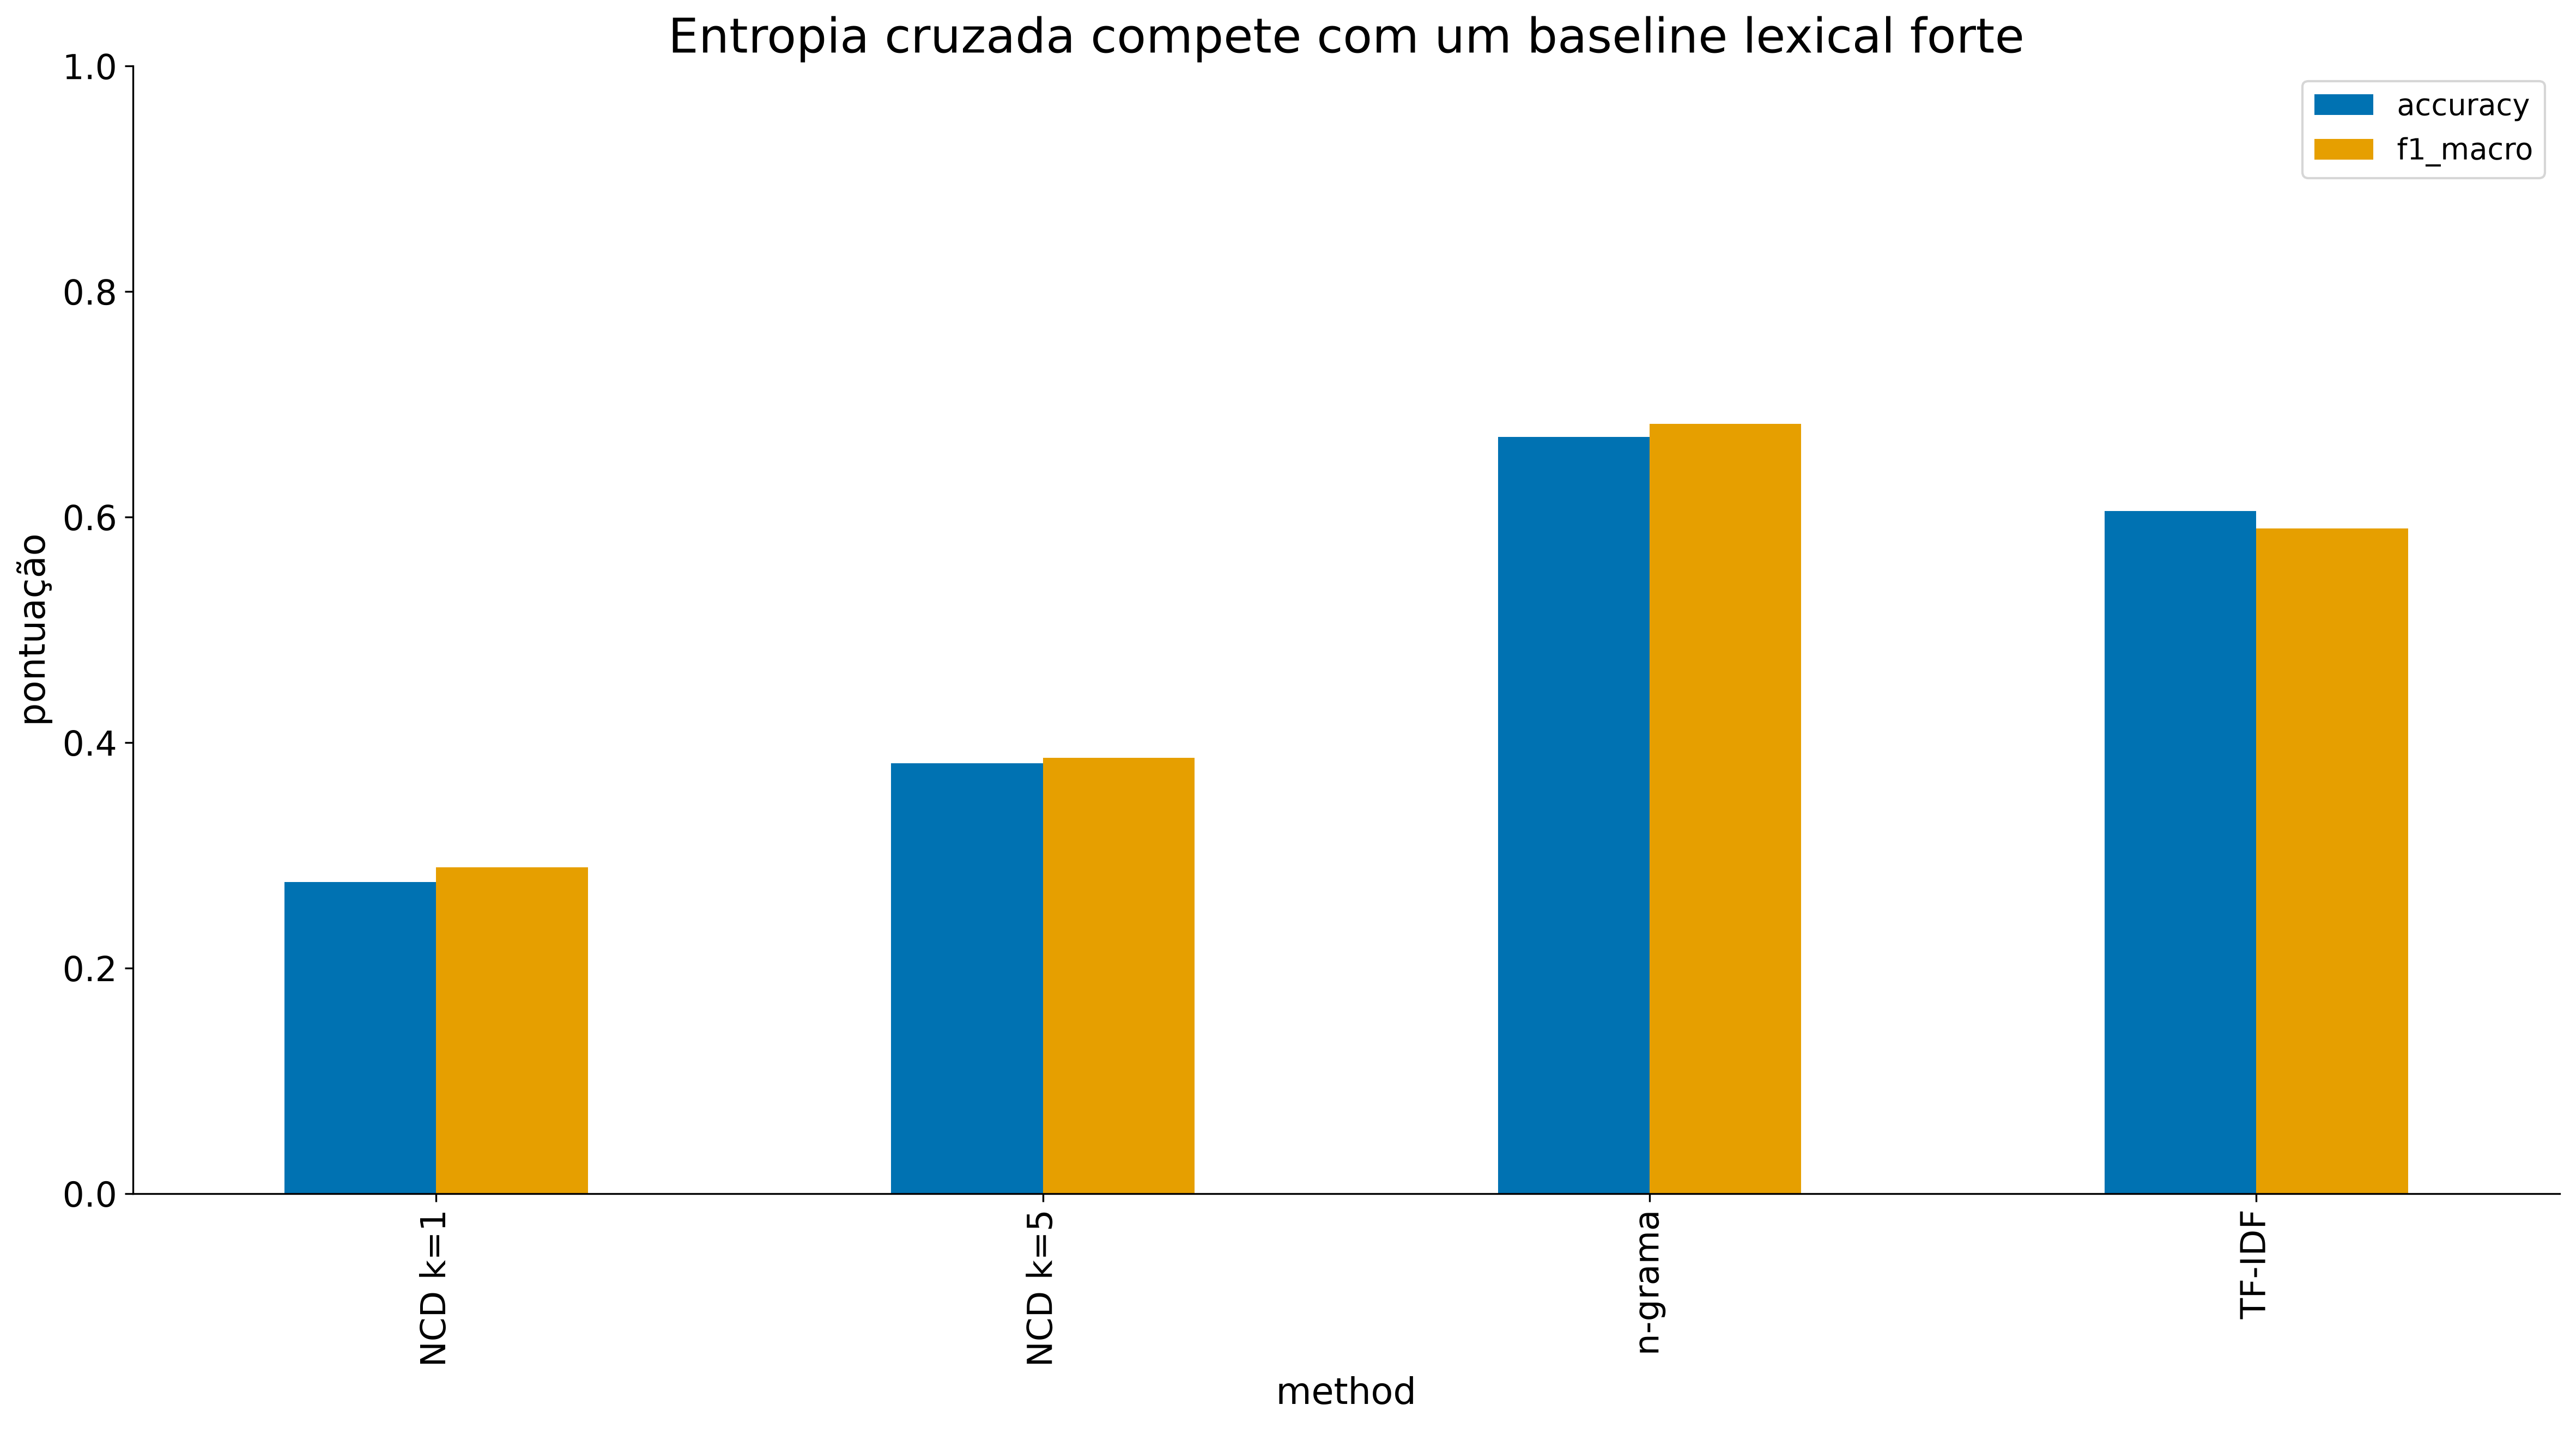 Entropia cruzada compete com um baseline lexical forte
accuracy
f1_macro
pontuação
1.0
0.8
0.6
0.4
0.2
0.0
NCD k=1
NCD k=5
n-grama
TF-IDF
method